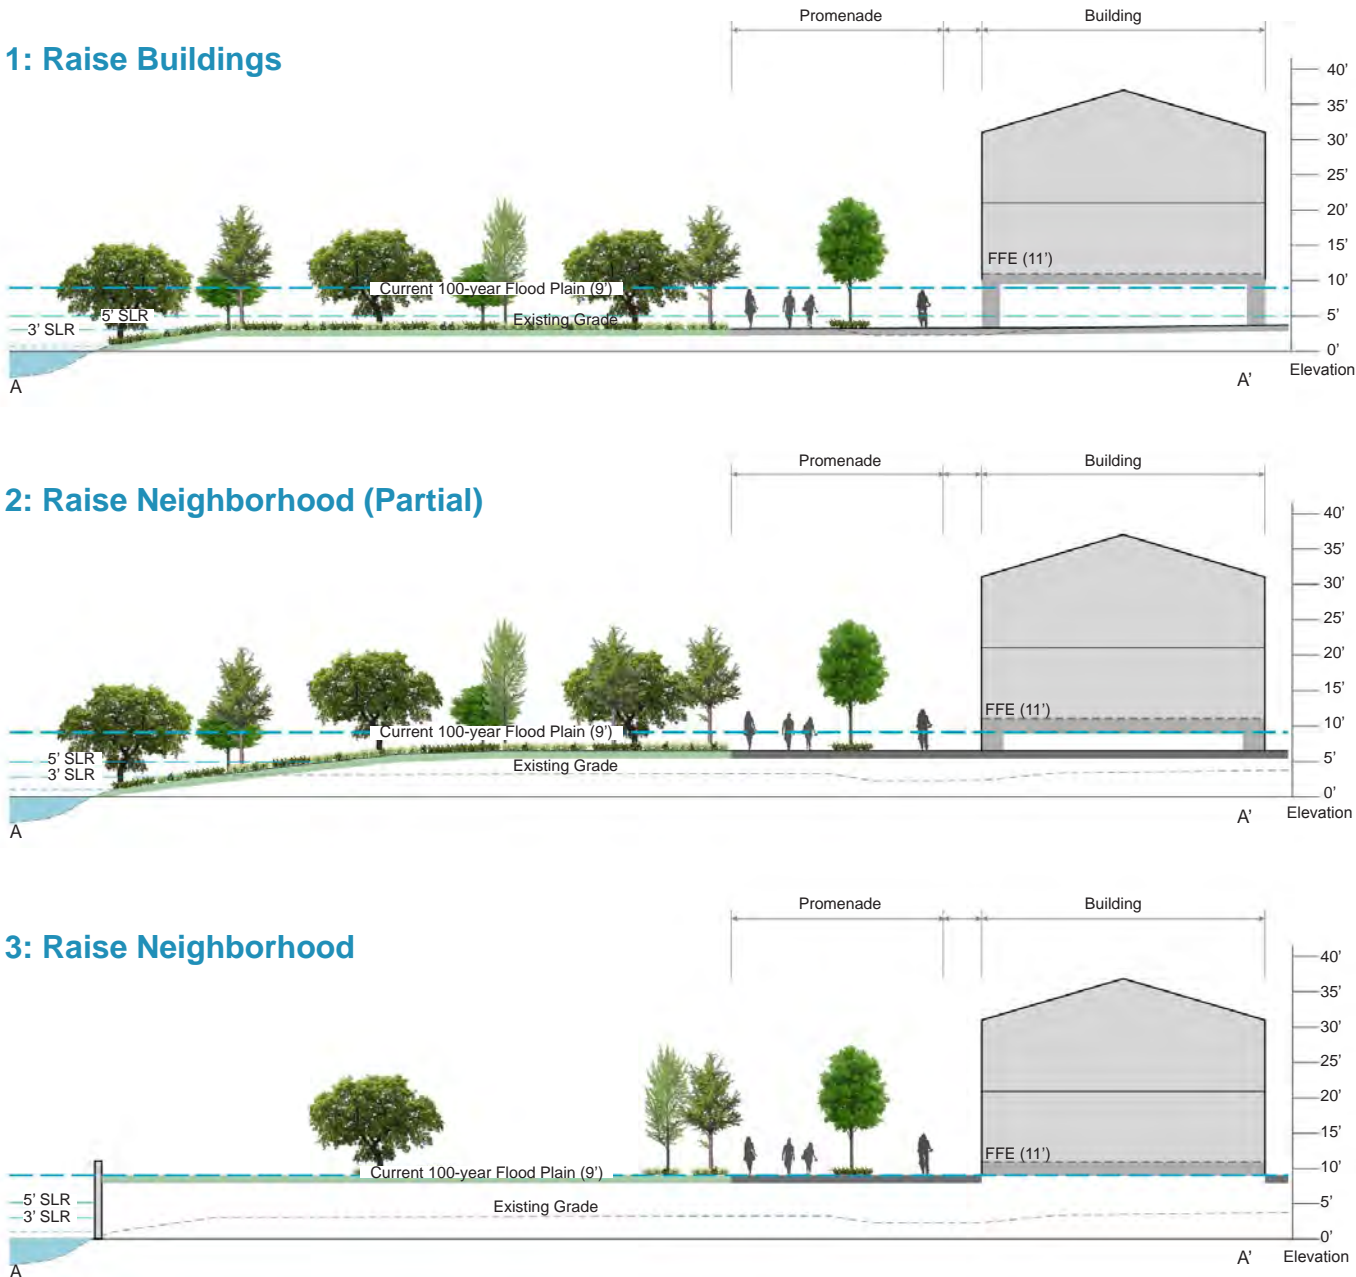 Promenade
Building
1: Raise Buildings
40’
35’
30’
25’
20’
15’
FFE (11’)
10’
Current 100-year Flood Plain (9’)
5’ SLR
Existing Grade
5’
3’ SLR
0’
A
A’
Elevation
Promenade
Building
2: Raise Neighborhood (Partial)
40’
35’
30’
25’
20’
15’
FFE (11’)
10’
Current 100-year Flood Plain (9’)
5’ SLR
Existing Grade
5’
3’ SLR
0’
A
A’
Elevation
Promenade
Building
3: Raise Neighborhood
40’
35’
30’
25’
20’
15’
FFE (11’)
10’
Current 100-year Flood Plain (9’)
5’ SLR
Existing Grade
5’
3’ SLR
0’
A
A’
Elevation